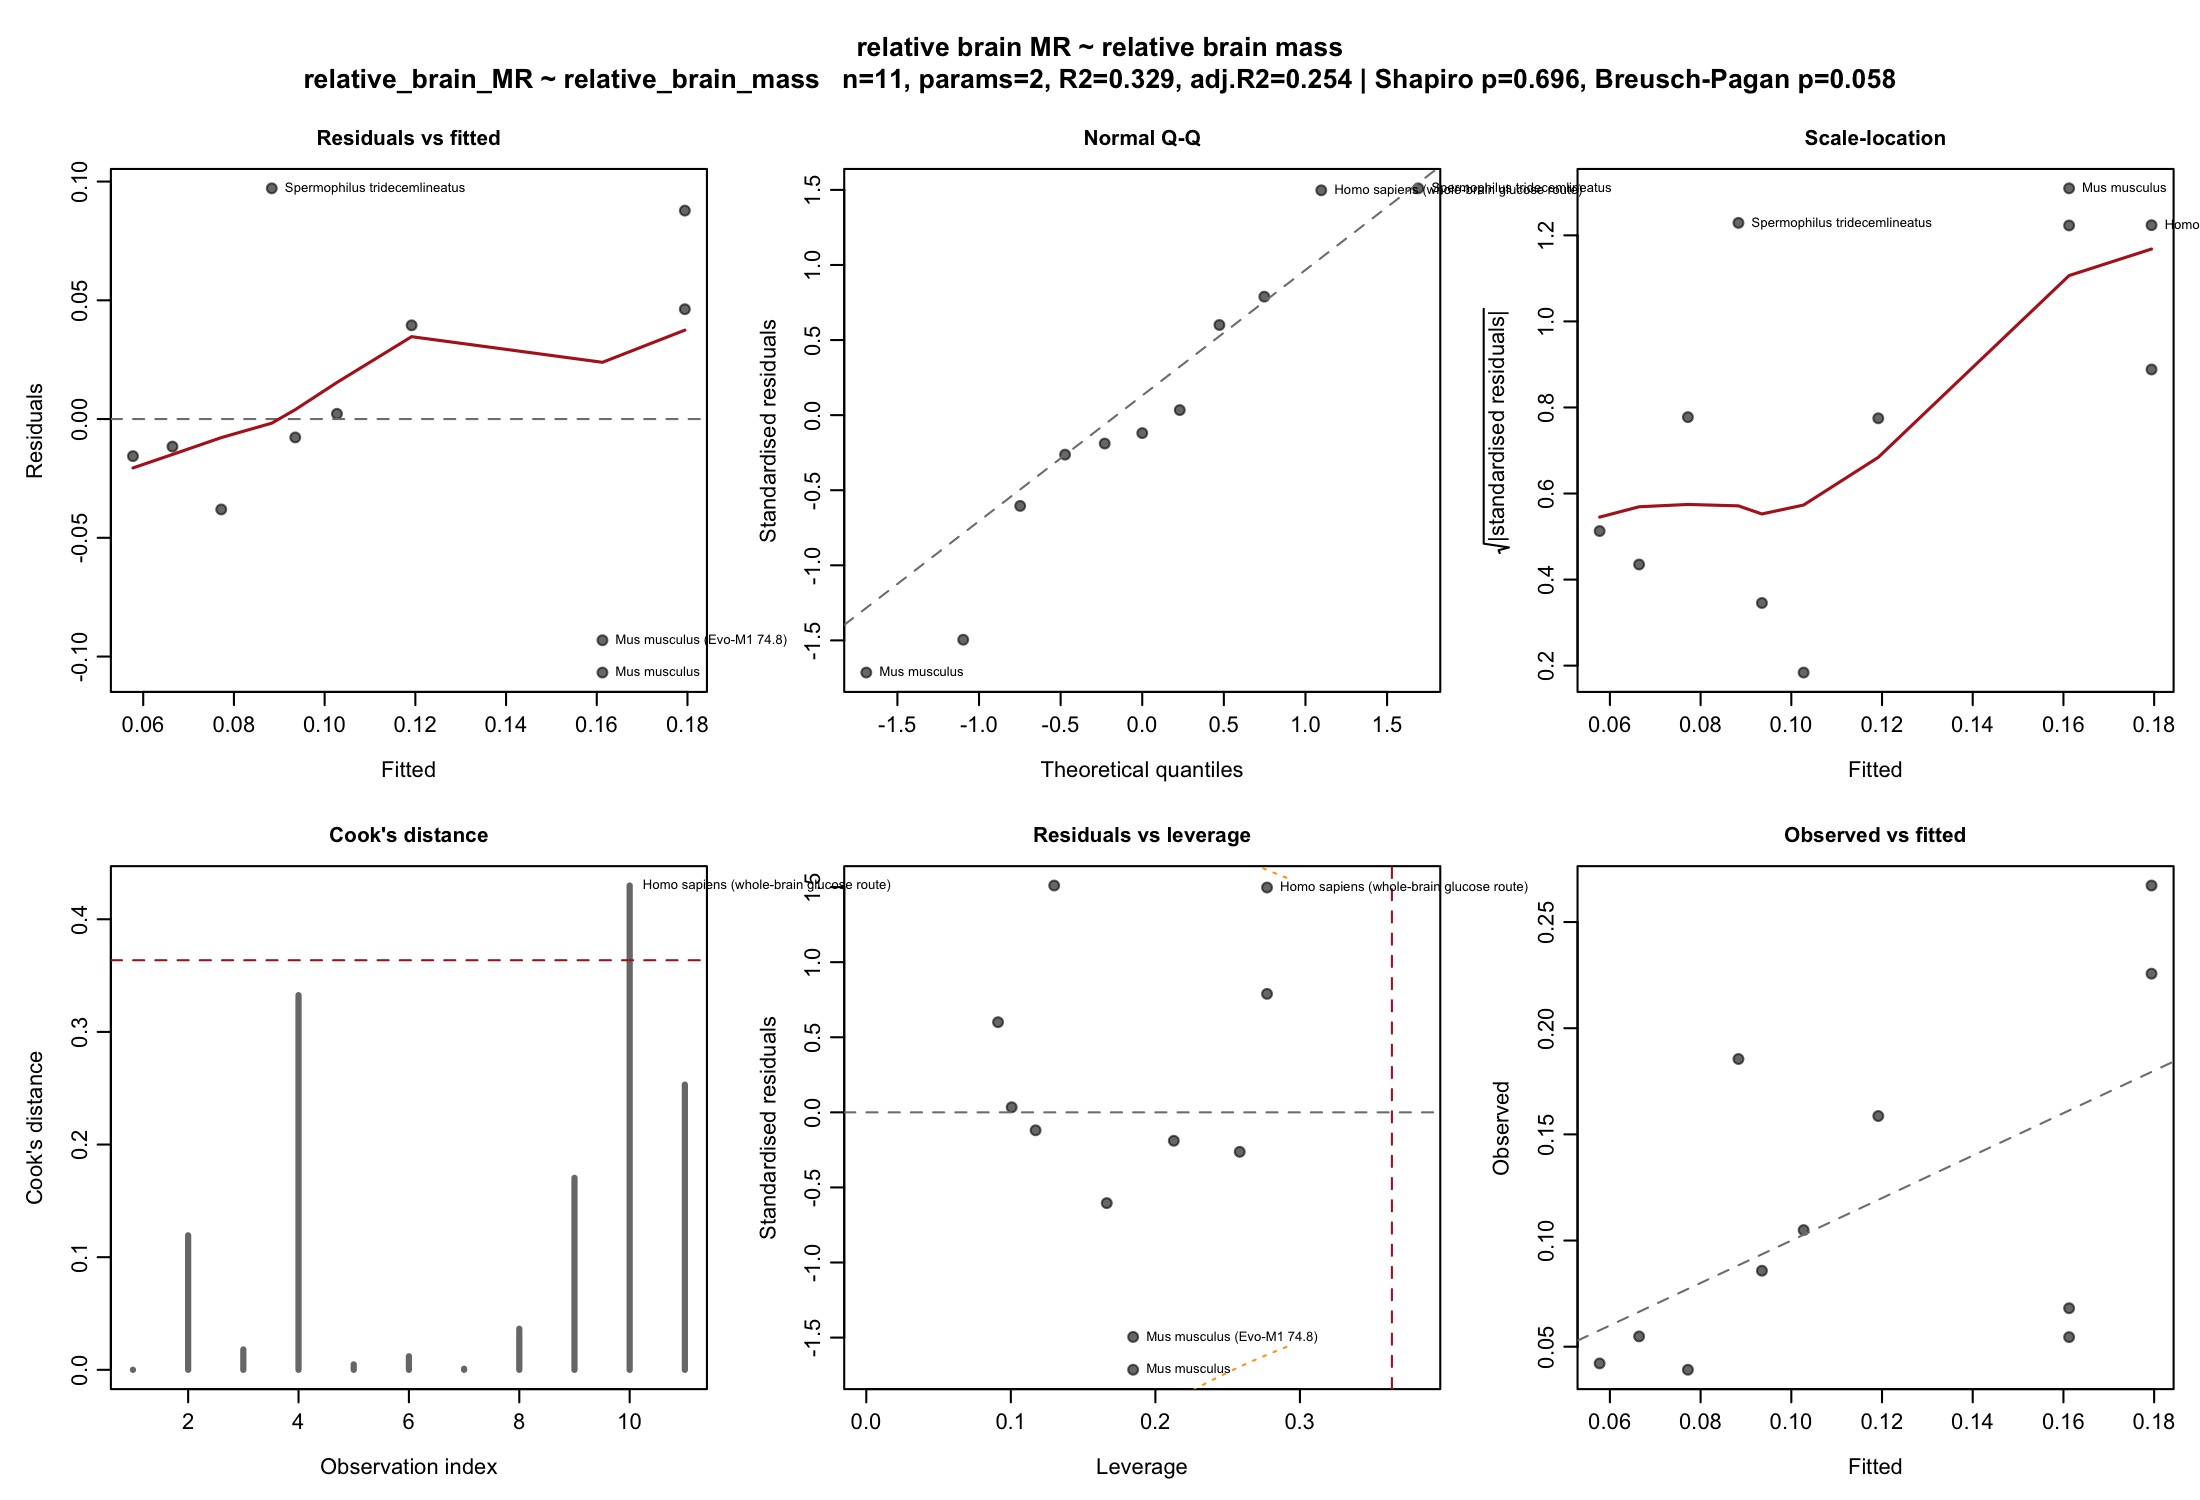 relative brain MR ~ relative brain mass
relative_brain_MR ~ relative_brain_mass   n=11, params=2, R2=0.329, adj.R2=0.254 | Shapiro p=0.696, Breusch-Pagan p=0.058
Residuals vs fitted
Residuals
0.10
0.05
0.00
-0.05
-0.10
Spermophilus tridecemlineatus
Mus musculus (Evo-M1 74.8)
Mus musculus
0.06 0.08 0.10 0.12 0.14 0.16 0.18
Fitted
Normal Q-Q
Standardised residuals
1.5
1.0
0.5
0.0
-0.5
-1.0
-1.5
Homo sapiens (whole-brain glucose route)
Spermophilus tridecemlineatus
Mus musculus
-1.5 -1.0 -0.5 0.0 0.5 1.0 1.5
Theoretical quantiles
Scale-location
√|standardised residuals|
1.2
1.0
0.8
0.6
0.4
0.2
Mus musculus
Spermophilus tridecemlineatus
Homo
0.06 0.08 0.10 0.12 0.14 0.16 0.18
Fitted
Cook's distance
Cook's distance
0.4
0.3
0.2
0.1
0.0
Homo sapiens (whole-brain glucose route)
2 4 6 8 10
Observation index
Residuals vs leverage
Standardised residuals
1.5
1.0
0.5
0.0
-0.5
-1.0
-1.5
Homo sapiens (whole-brain glucose route)
Mus musculus (Evo-M1 74.8)
Mus musculus
0.0 0.1 0.2 0.3
Leverage
Observed vs fitted
Observed
0.25
0.20
0.15
0.10
0.05
0.06 0.08 0.10 0.12 0.14 0.16 0.18
Fitted